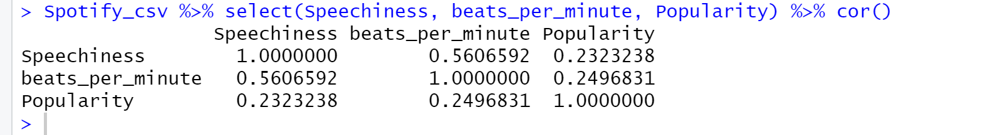 > Spotify_csv %>% select(Speechiness, beats_per_minute, Popularity) %>% cor()
                 Speechiness beats_per_minute Popularity
Speechiness        1.0000000        0.5606592  0.2323238
beats_per_minute   0.5606592        1.0000000  0.2496831
Popularity         0.2323238        0.2496831  1.0000000
>